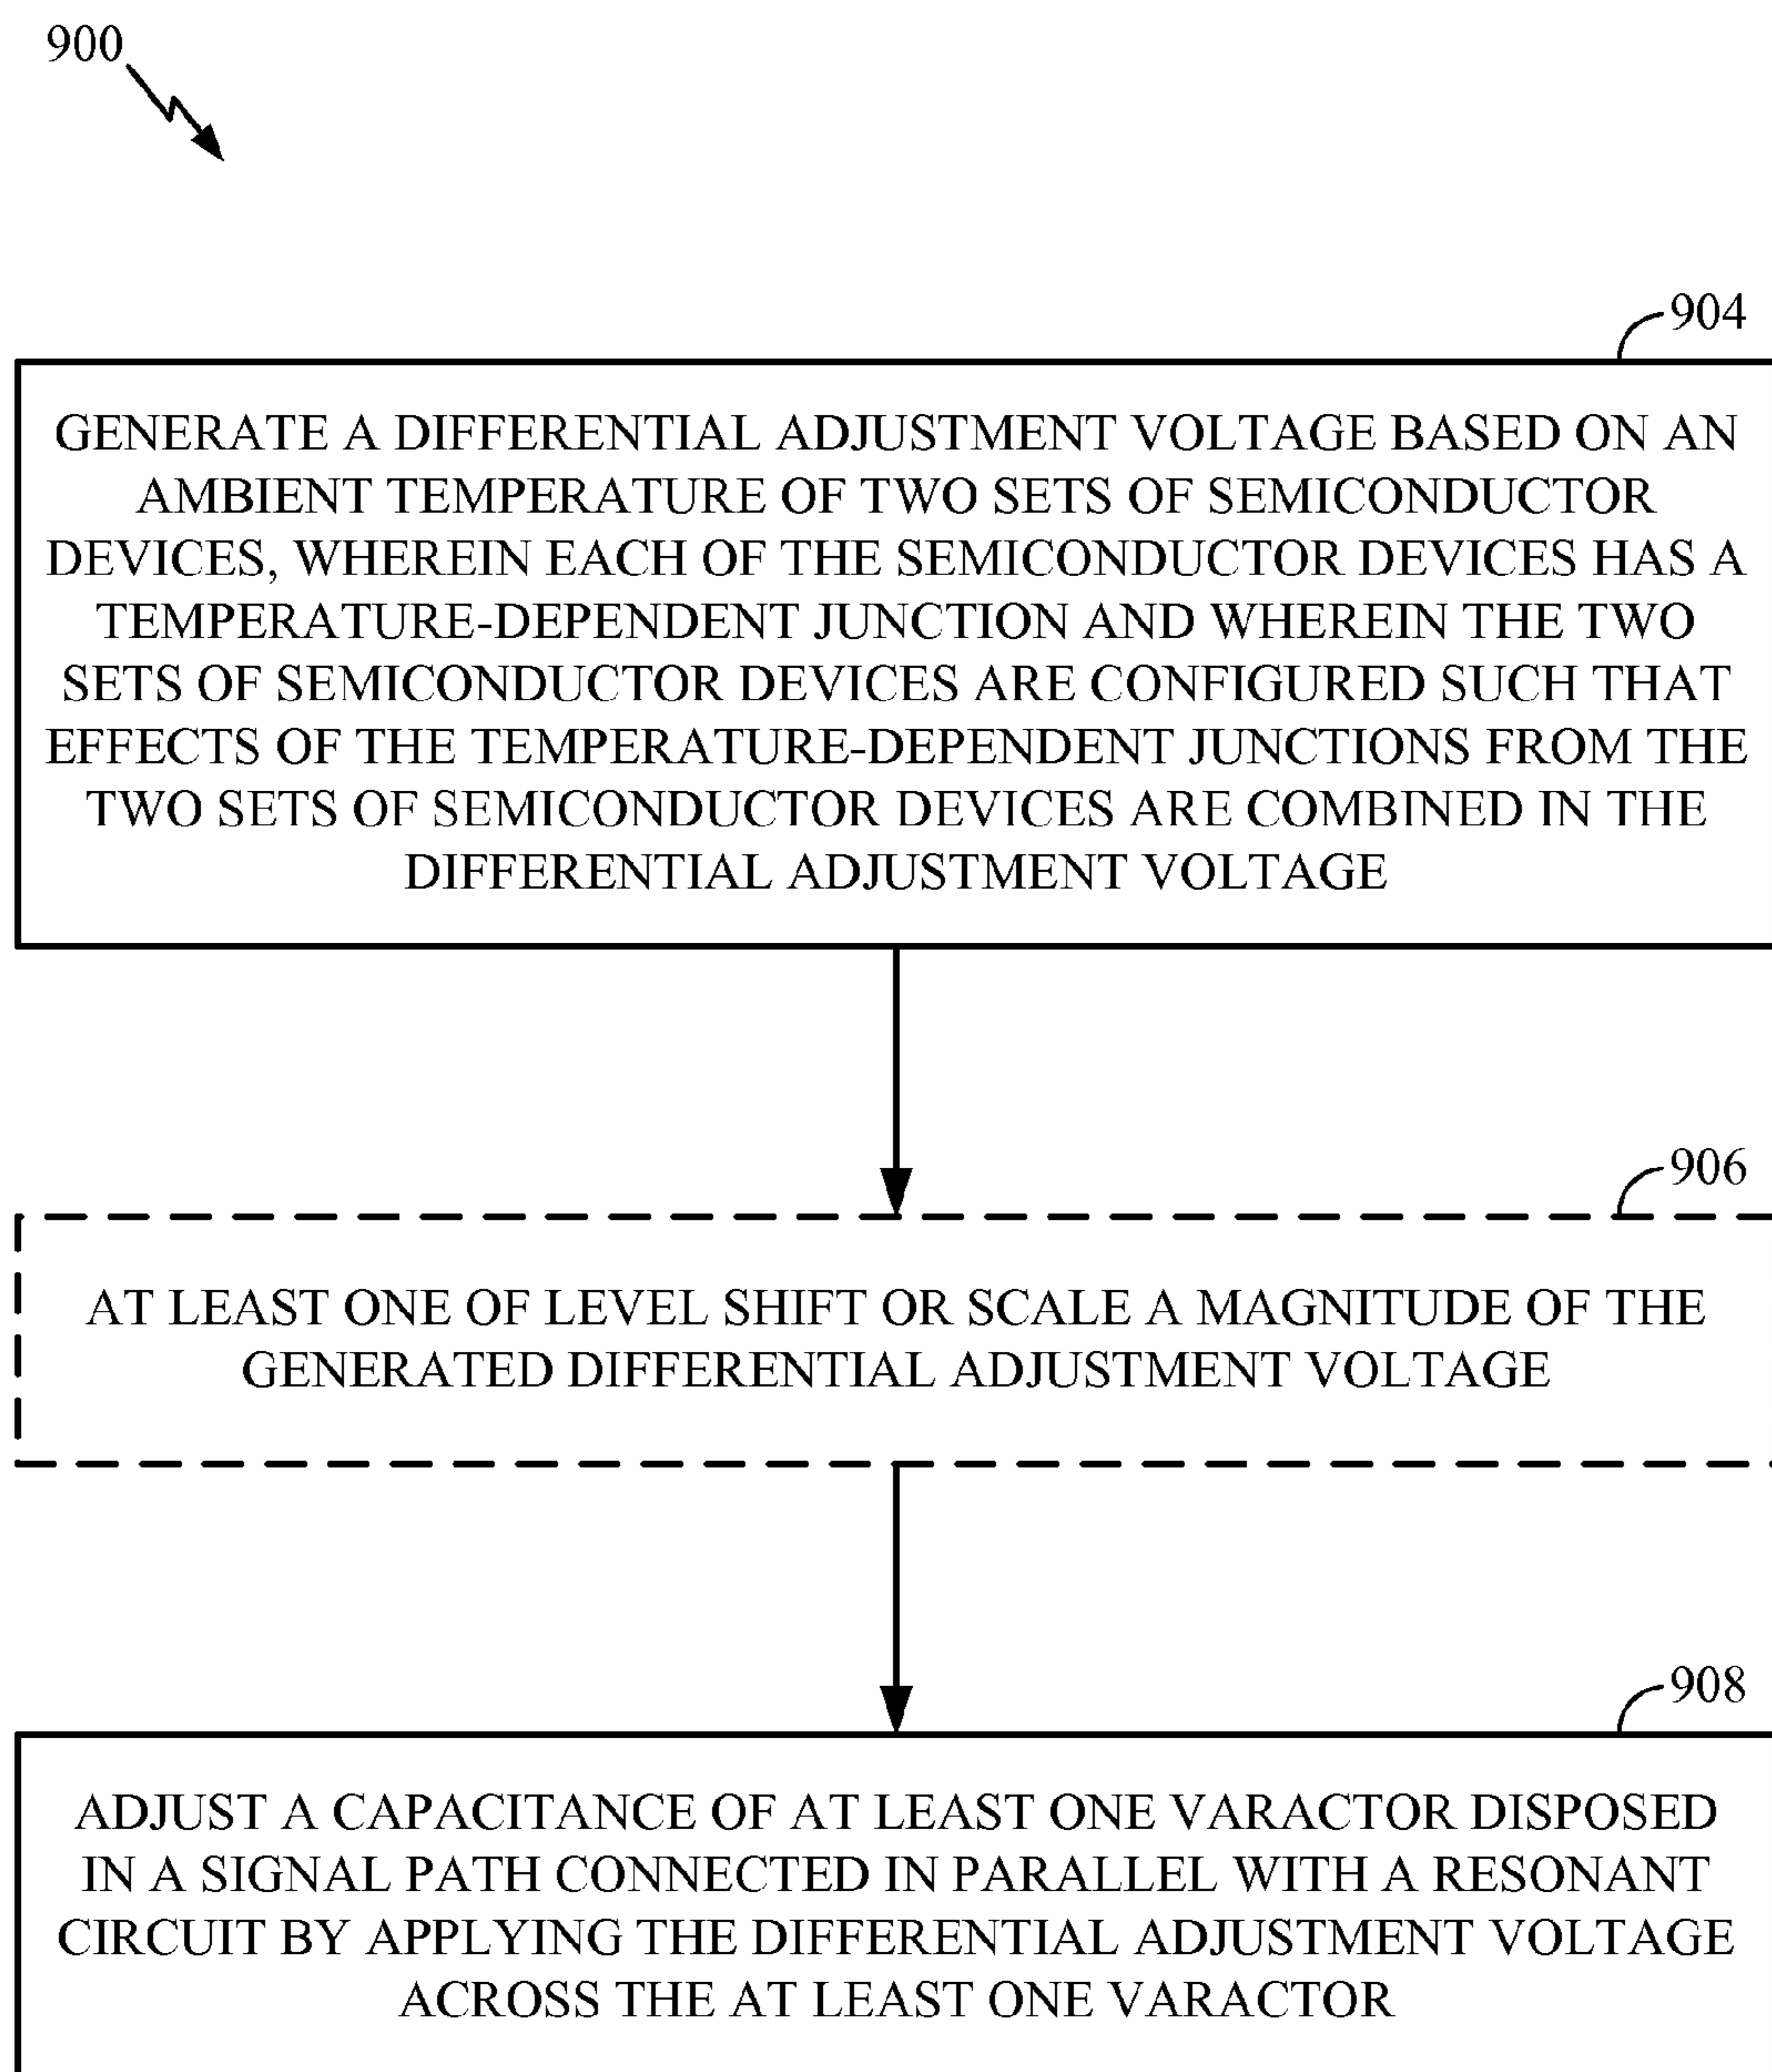 900
904
GENERATE A DIFFERENTIAL ADJUSTMENT VOLTAGE BASED ON AN
AMBIENT TEMPERATURE OF TWO SETS OF SEMICONDUCTOR
DEVICES, WHEREIN EACH OF THE SEMICONDUCTOR DEVICES HAS A
TEMPERATURE-DEPENDENT JUNCTION AND WHEREIN THE TWO
SETS OF SEMICONDUCTOR DEVICES ARE CONFIGURED SUCH THAT
EFFECTS OF THE TEMPERATURE-DEPENDENT JUNCTIONS FROM THE
TWO SETS OF SEMICONDUCTOR DEVICES ARE COMBINED IN THE
DIFFERENTIAL ADJUSTMENT VOLTAGE
906
AT LEAST ONE OF LEVEL SHIFT OR SCALE A MAGNITUDE OF THE
GENERATED DIFFERENTIAL ADJUSTMENT VOLTAGE
908
ADJUST A CAPACITANCE OF AT LEAST ONE VARACTOR DISPOSED
IN A SIGNAL PATH CONNECTED IN PARALLEL WITH A RESONANT
CIRCUIT BY APPLYING THE DIFFERENTIAL ADJUSTMENT VOLTAGE
ACROSS THE AT LEAST ONE VARACTOR